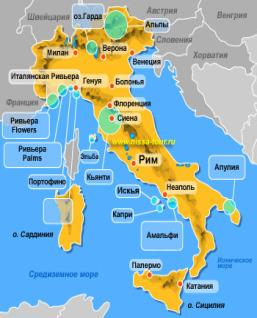 Швейцария
Австрия
Венгрия
оз.Гарда
Альпы
Словения
Милан
Верона
Хорватия
Венеция
Итальянская Ривьера
Генуя
Болонья
Франция
Флоренция
Ривьера
Flowers
Сиена
www.nissa-tour.ru
Ривьера
Palms
Эльба
Рим
Кьянти
Апулия
Портофино
Искья
Неаполь
Капри
о. Сардиния
Амальфи
Ионическое
море
Средиземное море
Палермо
Катания
о. Сицилия